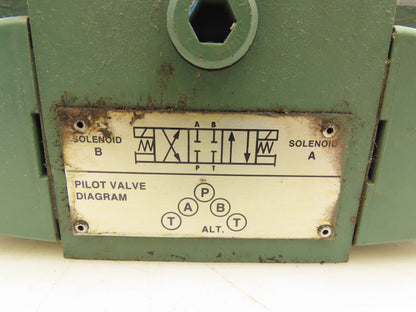 A B
SOLENOID
B
SOLENOID
A
P T
PILOT VALVE
DIAGRAM
P
A B
T T
ALT.